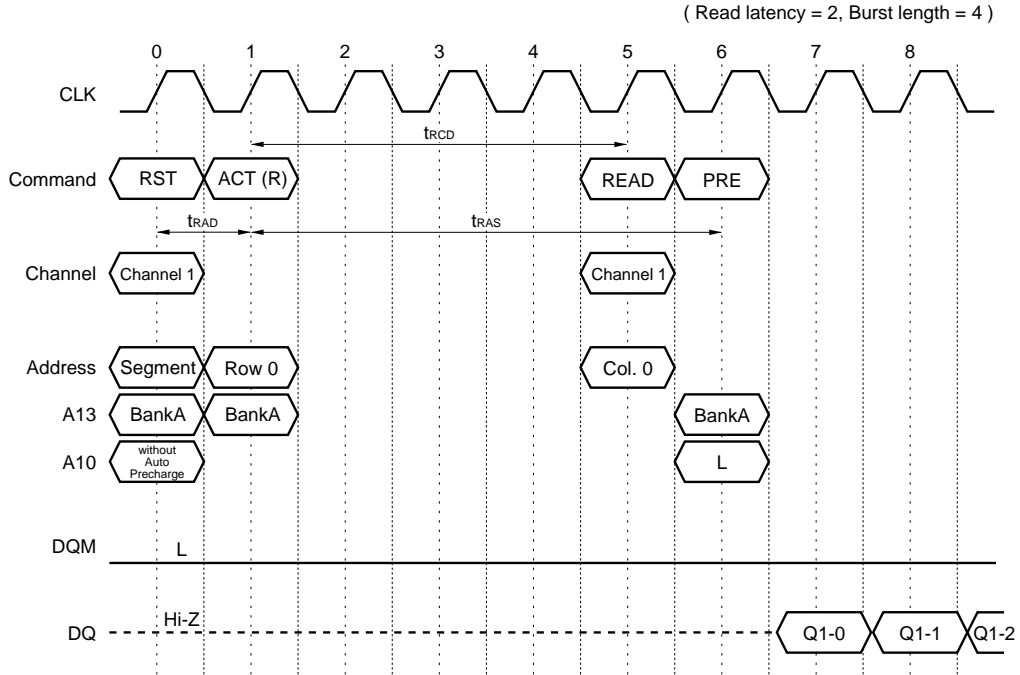 ( Read latency = 2, Burst length = 4 )
0 1 2 3 4 5 6 7 8
CLK
tRCD
Command RST ACT (R) READ PRE
tRAD tRAS
Channel Channel 1 Channel 1
Address Segment Row 0 Col. 0
A13 BankA BankA BankA
A10 without Auto Precharge L
DQM L
Hi-Z
DQ Q1-0 Q1-1 Q1-2